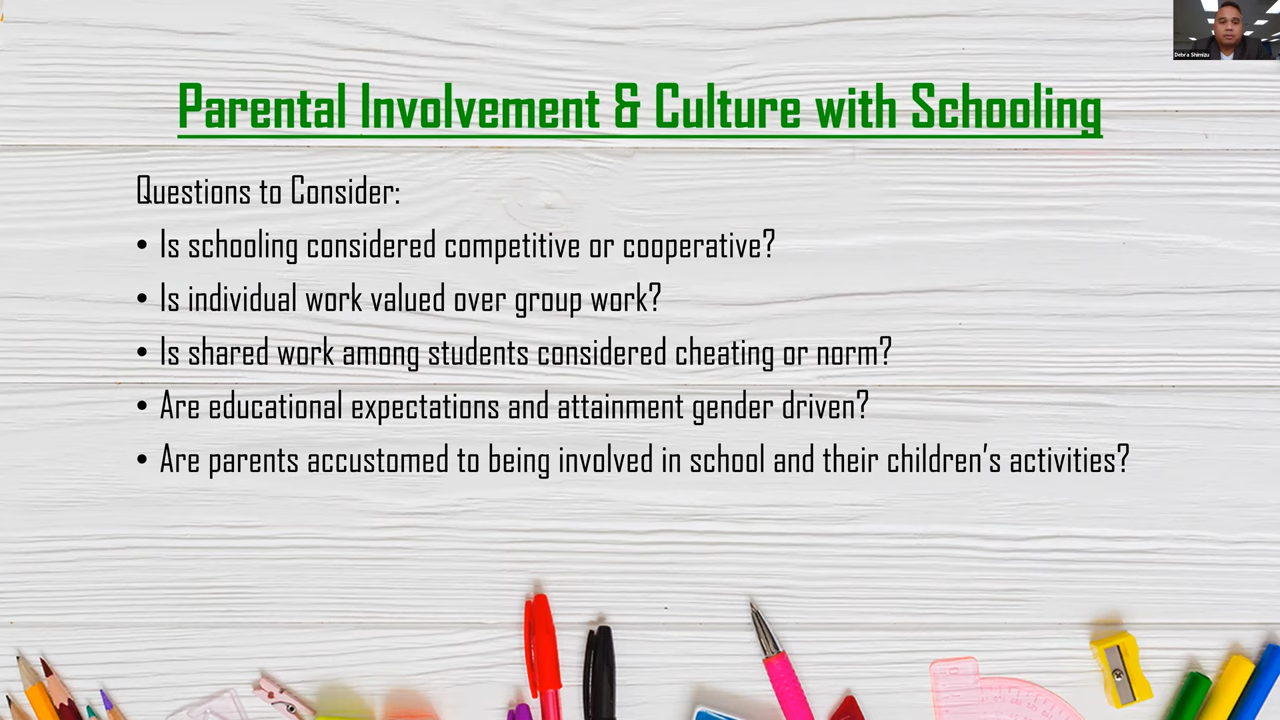 Debra Shimizu
Parental Involvement & Culture with Schooling
Questions to Consider:
• Is schooling considered competitive or cooperative?
• Is individual work valued over group work?
• Is shared work among students considered cheating or norm?
• Are educational expectations and attainment gender driven?
• Are parents accustomed to being involved in school and their children’s activities?